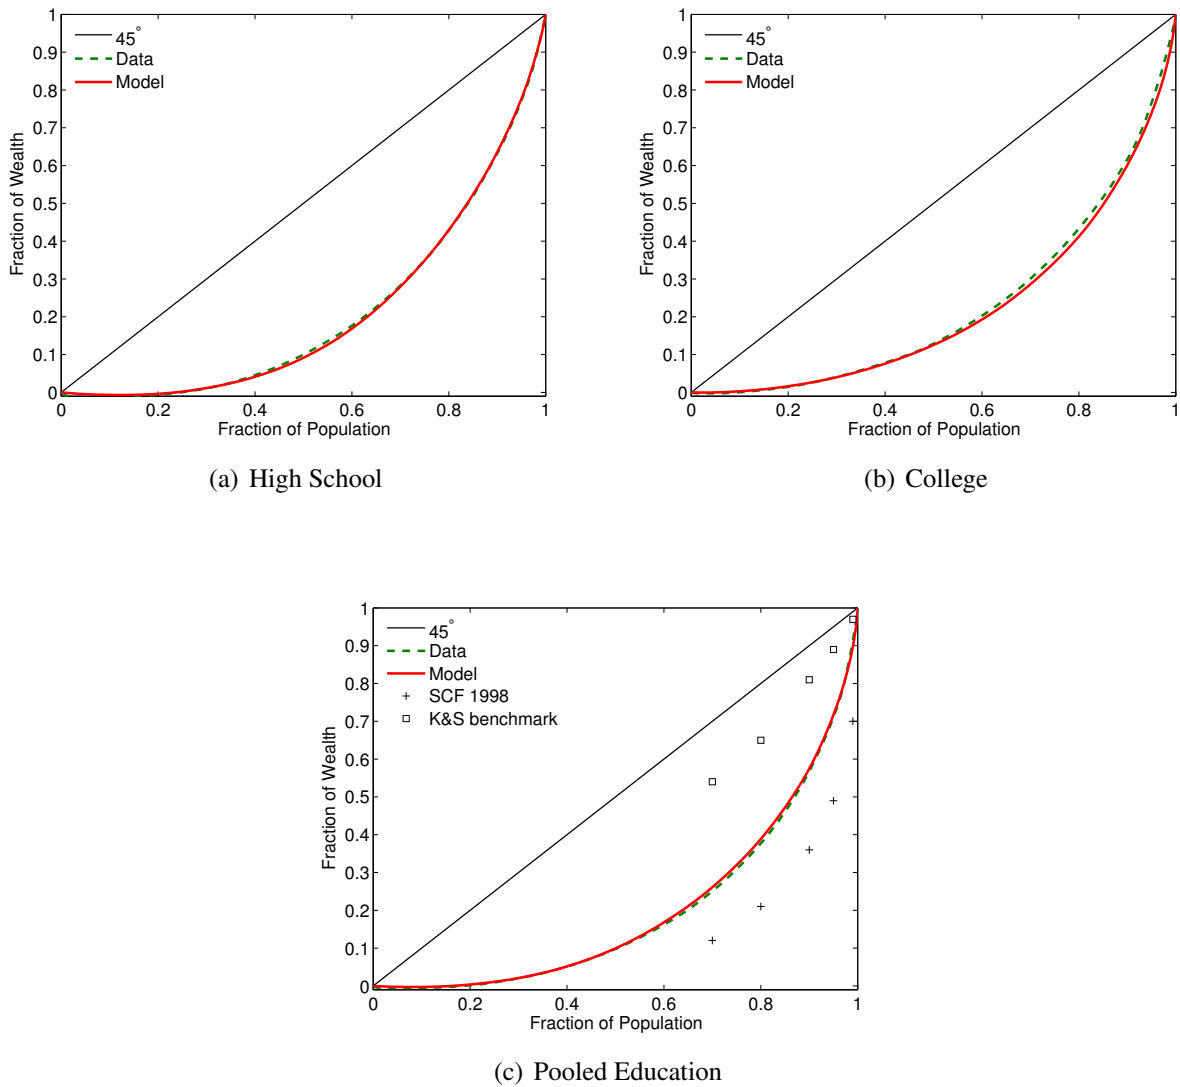 1
0.9
0.8
0.7
0.6
0.5
0.4
0.3
0.2
0.1
0
Fraction of Wealth
45°
Data
Model
0 0.2 0.4 0.6 0.8 1
Fraction of Population
(a) High School
1
0.9
0.8
0.7
0.6
0.5
0.4
0.3
0.2
0.1
0
Fraction of Wealth
45°
Data
Model
0 0.2 0.4 0.6 0.8 1
Fraction of Population
(b) College
1
0.9
0.8
0.7
0.6
0.5
0.4
0.3
0.2
0.1
0
Fraction of Wealth
45°
Data
Model
SCF 1998
K&S benchmark
0 0.2 0.4 0.6 0.8 1
Fraction of Population
(c) Pooled Education